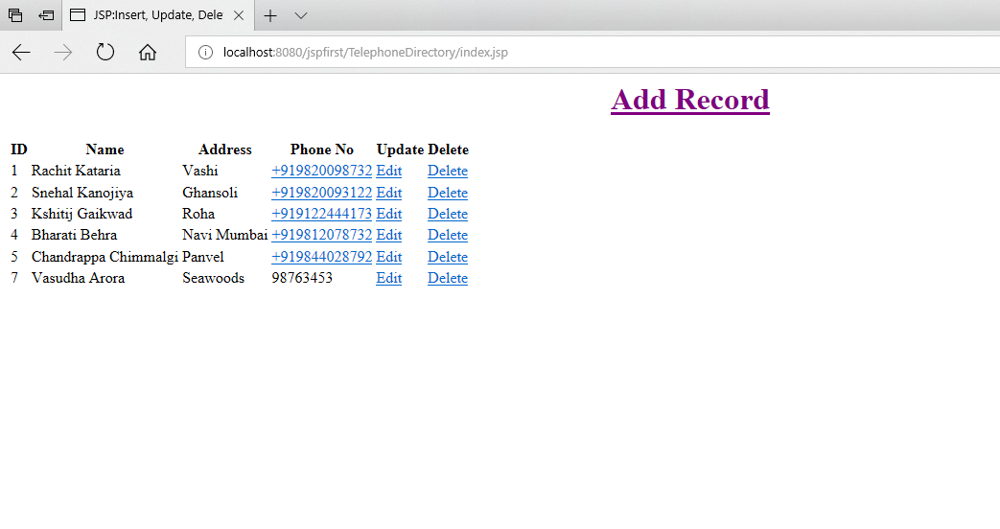 JSP:Insert, Update, Dele
localhost:8080/jspfirst/TelephoneDirectory/index.jsp
Add Record
ID Name Address Phone No Update Delete
1 Rachit Kataria Vashi +919820098732 Edit Delete
2 Snehal Kanojiya Ghansoli +919820093122 Edit Delete
3 Kshitij Gaikwad Roha +919122444173 Edit Delete
4 Bharati Behra Navi Mumbai +919812078732 Edit Delete
5 Chandrappa Chimmalgi Panvel +919844028792 Edit Delete
7 Vasudha Arora Seawoods 98763453 Edit Delete